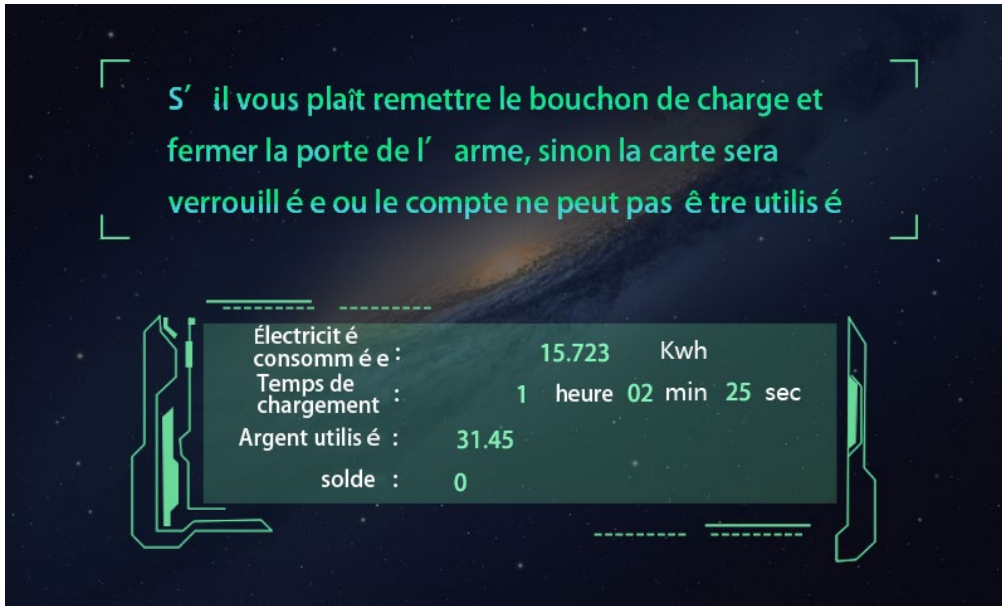 S’ il vous plaît remettre le bouchon de charge et
fermer la porte de l’ arme, sinon la carte sera
verrouill é e ou le compte ne peut pas ê tre utilis é
Électricit é
consomm é e : 15.723 Kwh
Temps de
chargement : 1 heure 02 min 25 sec
Argent utilis é : 31.45
solde : 0